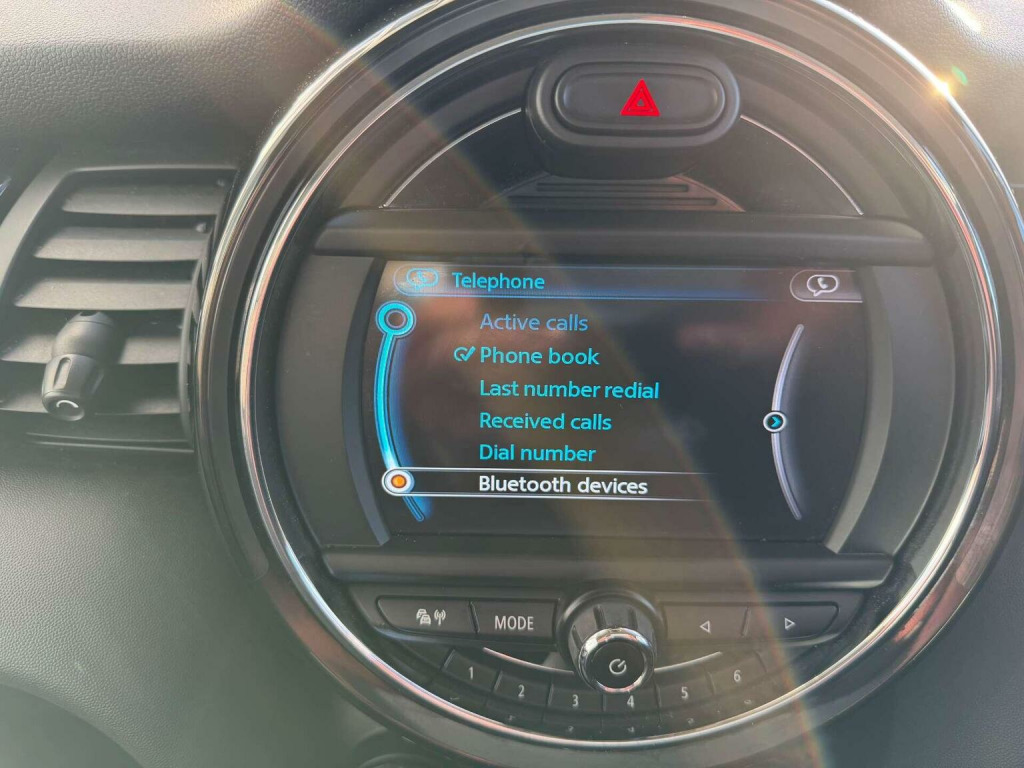 Telephone
Active calls
Phone book
Last number redial
Received calls
Dial number
Bluetooth devices
MODE
1 2 3 4 5 6